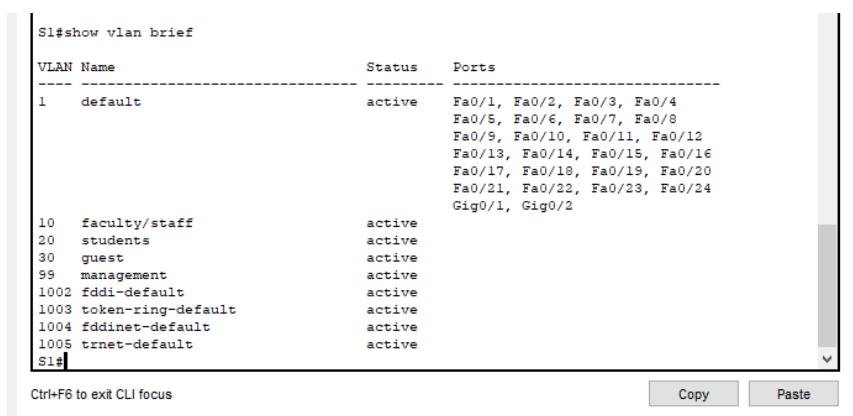 S1#show vlan brief
VLAN Name                             Status    Ports
---- -------------------------------- --------- -------------------------------
1    default                          active    Fa0/1, Fa0/2, Fa0/3, Fa0/4
                                                Fa0/5, Fa0/6, Fa0/7, Fa0/8
                                                Fa0/9, Fa0/10, Fa0/11, Fa0/12
                                                Fa0/13, Fa0/14, Fa0/15, Fa0/16
                                                Fa0/17, Fa0/18, Fa0/19, Fa0/20
                                                Fa0/21, Fa0/22, Fa0/23, Fa0/24
                                                Gig0/1, Gig0/2
10   faculty/staff                    active
20   students                         active
30   guest                            active
99   management                       active
1002 fddi-default                     active
1003 token-ring-default               active
1004 fddinet-default                  active
1005 trnet-default                    active
S1#
Ctrl+F6 to exit CLI focus
Copy
Paste